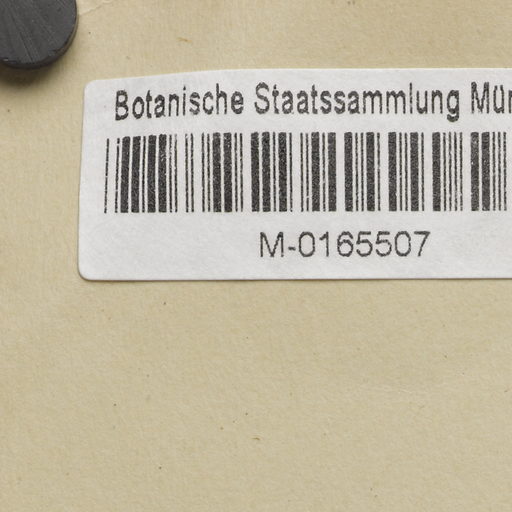 Botanische Staatssammlung Mün
M-0165507